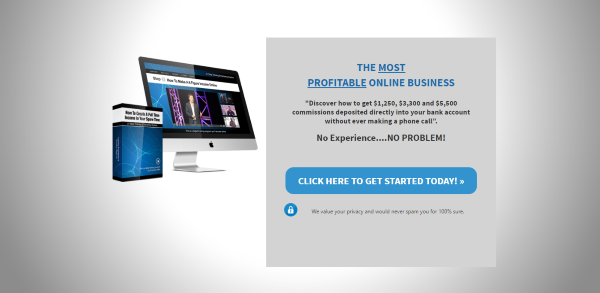 THE MOST
PROFITABLE ONLINE BUSINESS
"Discover how to get $1,250, $3,300 and $5,500
commissions deposited directly into your bank account
without ever making a phone call".
No Experience....NO PROBLEM!
CLICK HERE TO GET STARTED TODAY! »
We value your privacy and would never spam you for 100% sure.
How To Make A 6 Figure Income Online
How To Create A Full Time
Income In Your Spare Time